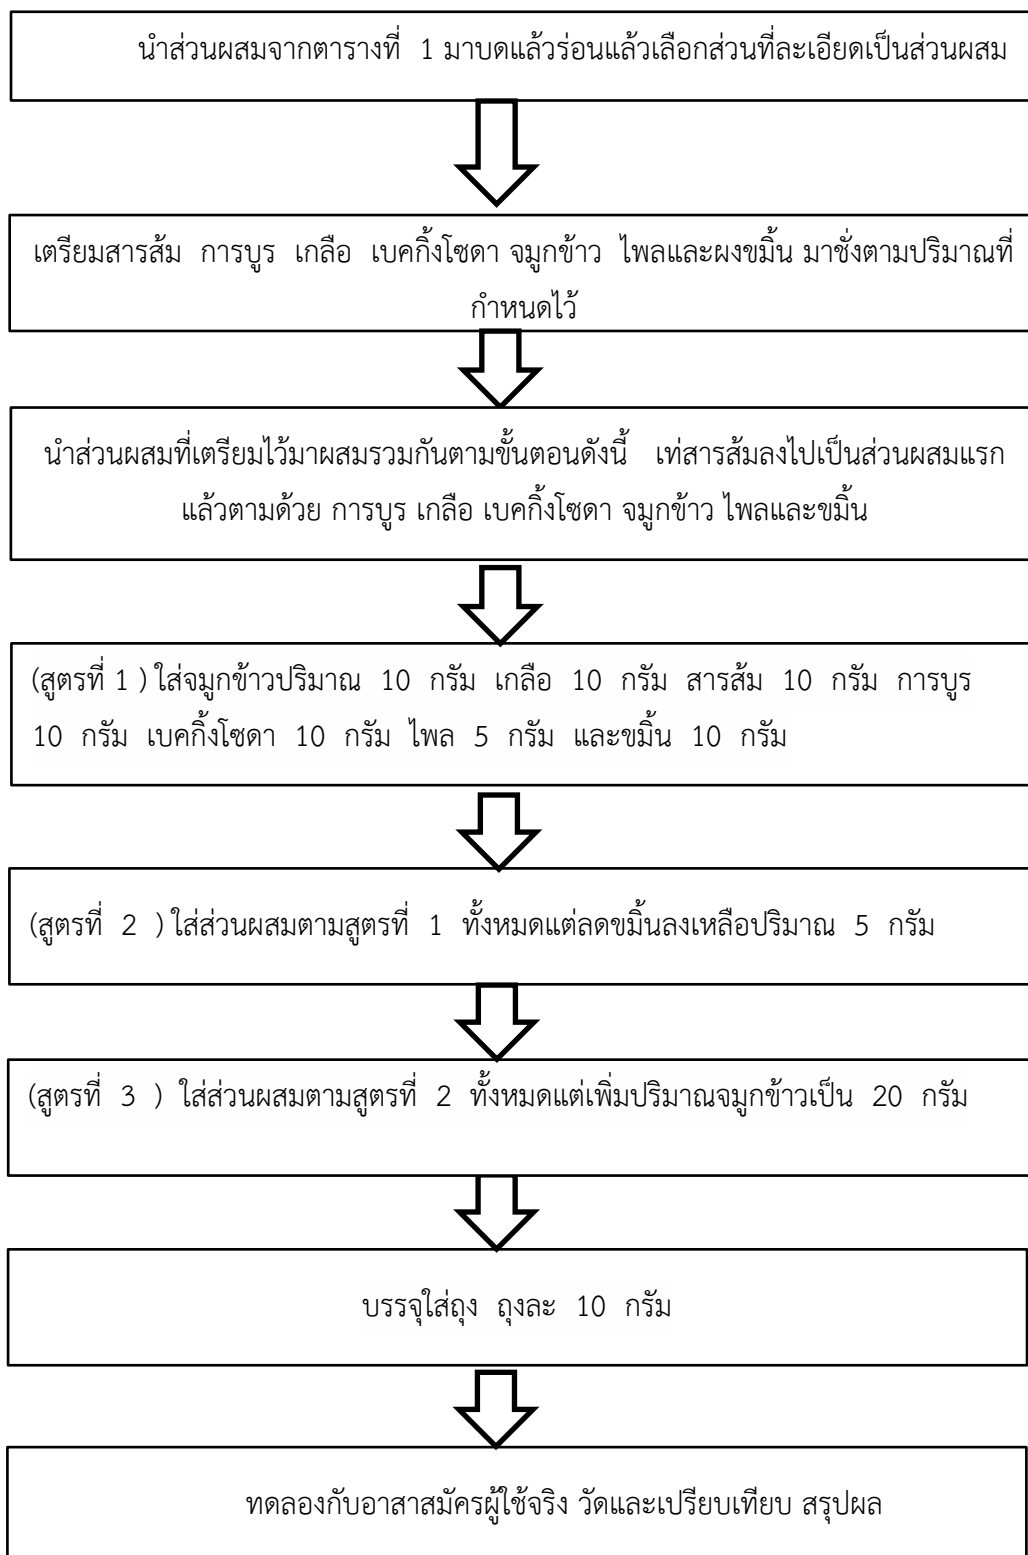 นำส่วนผสมจากตารางที่ 1 มาบดแล้วร่อนแล้วเลือกส่วนที่ละเอียดเป็นส่วนผสม
เตรียมสารส้ม การบูร เกลือ เบคกิ้งโซดา จมูกข้าว ไพลและผงขมิ้น มาชั่งตามปริมาณที่
กำหนดไว้
นำส่วนผสมที่เตรียมไว้มาผสมรวมกันตามขั้นตอนดังนี้ เท่สารส้มลงไปเป็นส่วนผสมแรก
แล้วตามด้วย การบูร เกลือ เบคกิ้งโซดา จมูกข้าว ไพลและขมิ้น
(สูตรที่ 1 ) ใส่จมูกข้าวปริมาณ 10 กรัม เกลือ 10 กรัม สารส้ม 10 กรัม การบูร
10 กรัม เบคกิ้งโซดา 10 กรัม ไพล 5 กรัม และขมิ้น 10 กรัม
(สูตรที่ 2 ) ใส่ส่วนผสมตามสูตรที่ 1 ทั้งหมดแต่ลดขมิ้นลงเหลือปริมาณ 5 กรัม
(สูตรที่ 3 ) ใส่ส่วนผสมตามสูตรที่ 2 ทั้งหมดแต่เพิ่มปริมาณจมูกข้าวเป็น 20 กรัม
บรรจุใส่ถุง ถุงละ 10 กรัม
ทดลองกับอาสาสมัครผู้ใช้จริง วัดและเปรียบเทียบ สรุปผล